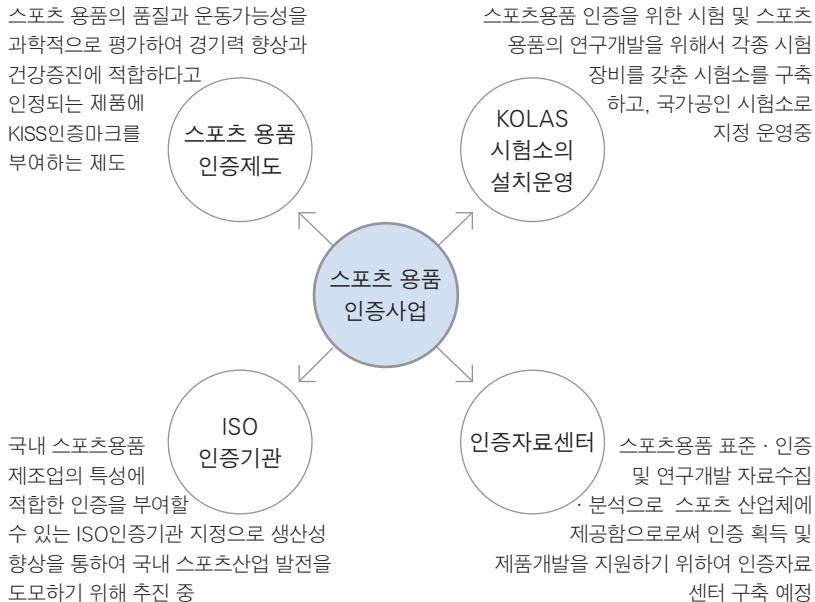 스포츠 용품의 품질과 운동가능성을
과학적으로 평가하여 경기력 향상과
건강증진에 적합하다고
인정되는 제품에
KISS인증마크를
부여하는 제도
스포츠 용품
인증제도
스포츠용품 인증을 위한 시험 및 스포츠
용품의 연구개발을 위해서 각종 시험
장비를 갖춘 시험소를 구축
하고, 국가공인 시험소로
지정 운영중
KOLAS
시험소의
설치운영
스포츠 용품
인증사업
ISO
인증기관
국내 스포츠용품
제조업의 특성에
적합한 인증을 부여할
수 있는 ISO인증기관 지정으로 생산성
향상을 통하여 국내 스포츠산업 발전을
도모하기 위해 추진 중
인증자료센터
스포츠용품 표준 · 인증
및 연구개발 자료수집
· 분석으로 스포츠 산업체에
제공함으로로써 인증 획득 및
제품개발을 지원하기 위하여 인증자료
센터 구축 예정